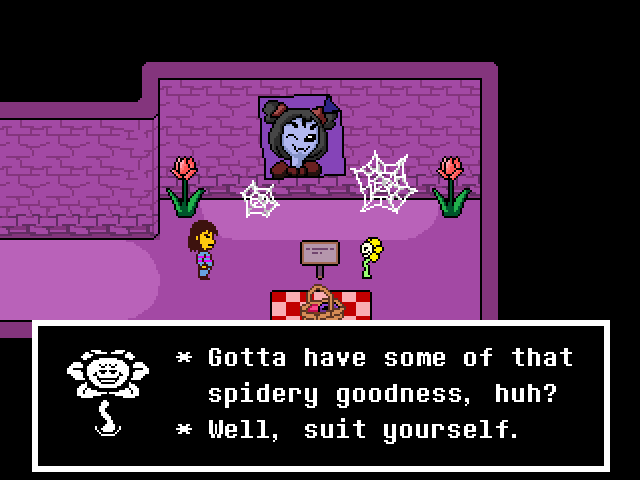 * Gotta have some of that
spidery goodness, huh?
* Well, suit yourself.